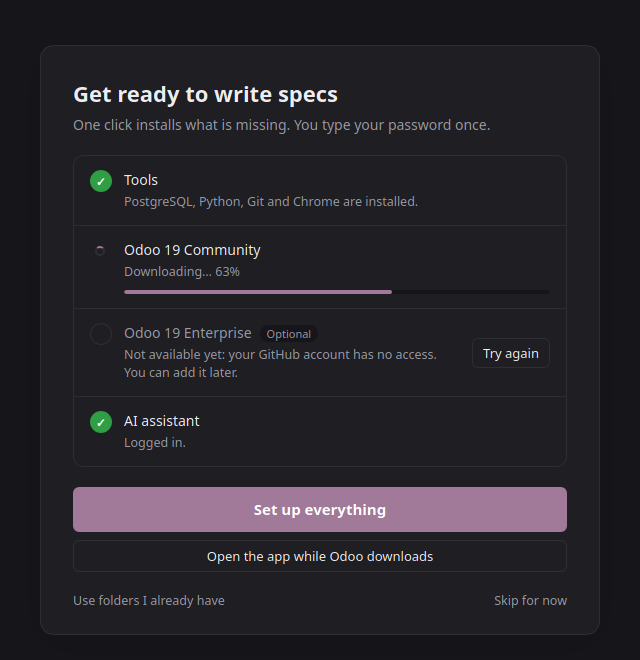 Get ready to write specs
One click installs what is missing. You type your password once.
Tools
PostgreSQL, Python, Git and Chrome are installed.
Odoo 19 Community
Downloading... 63%
Odoo 19 Enterprise Optional
Not available yet: your GitHub account has no access.
You can add it later.
Try again
AI assistant
Logged in.
Set up everything
Open the app while Odoo downloads
Use folders I already have
Skip for now